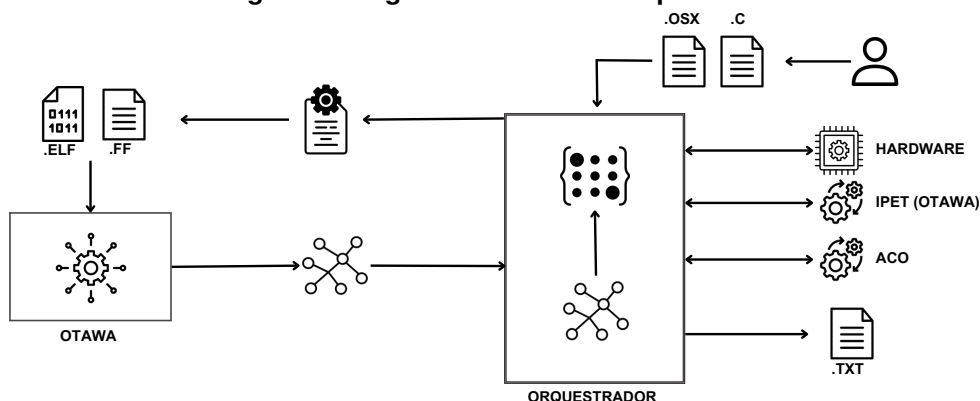 .OSX
.C
0111
1011
.ELF
.FF
HARDWARE
IPET (OTAWA)
ACO
OTAWA
.TXT
ORQUESTRADOR